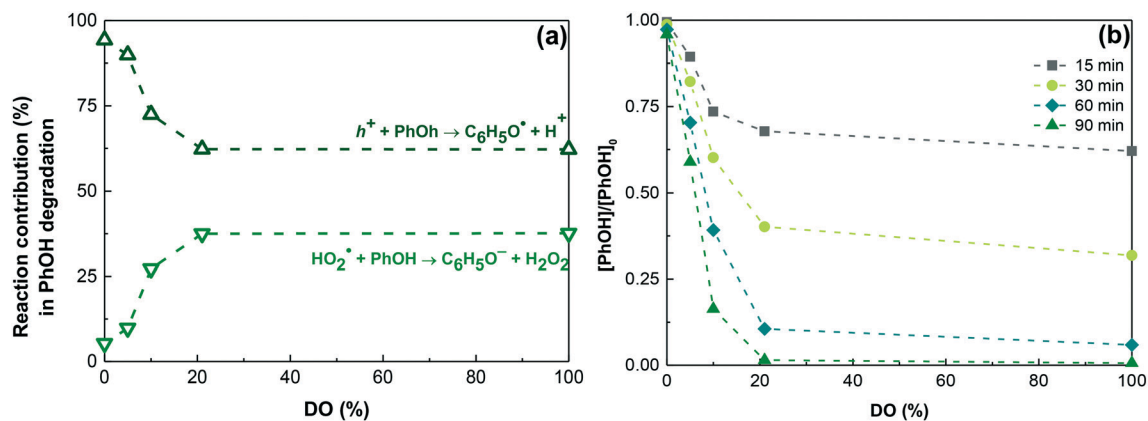 Reaction contribution (%)
in PhOH degradation
100
75
50
25
0
(a)
h⁺ + PhOh → C₆H₅O• + H⁺
HO₂• + PhOH → C₆H₅O⁻ + H₂O₂
0 20 40 60 80 100
DO (%)
[PhOH]/[PhOH]₀
1.00
0.75
0.50
0.25
0.00
(b)
15 min
30 min
60 min
90 min
0 20 40 60 80 100
DO (%)